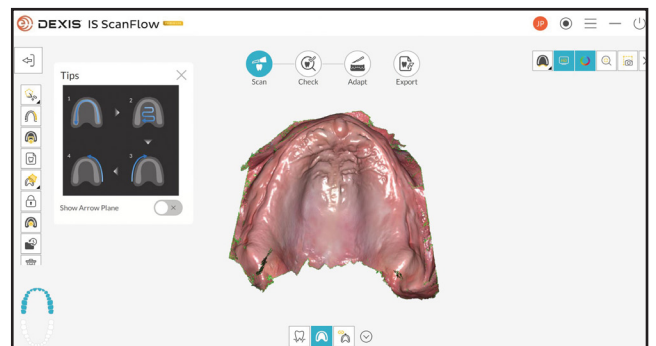 DEXIS IS ScanFlow
JP
Tips
1
2
4
3
Show Arrow Plane
Scan
Check
Adapt
Export